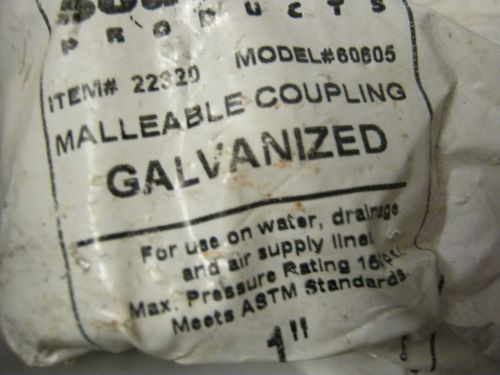 PRODUCTS
ITEM# 22320 MODEL#60605
MALLEABLE COUPLING
GALVANIZED
For use on water, drainage
and air supply line
Max. Pressure Rating
Meets ASTM Standards.
1"